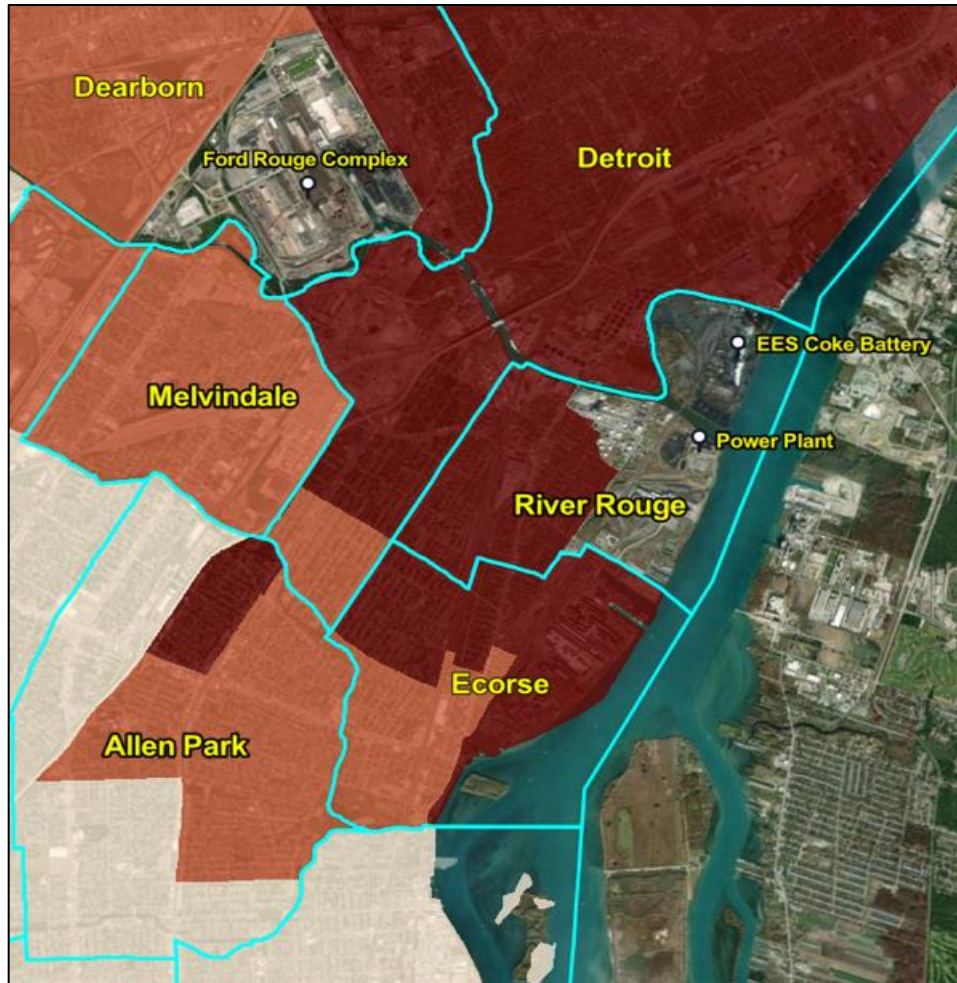 Dearborn
Ford Rouge Complex
Detroit
EES Coke Battery
Melvindale
Power Plant
River Rouge
Ecorse
Allen Park